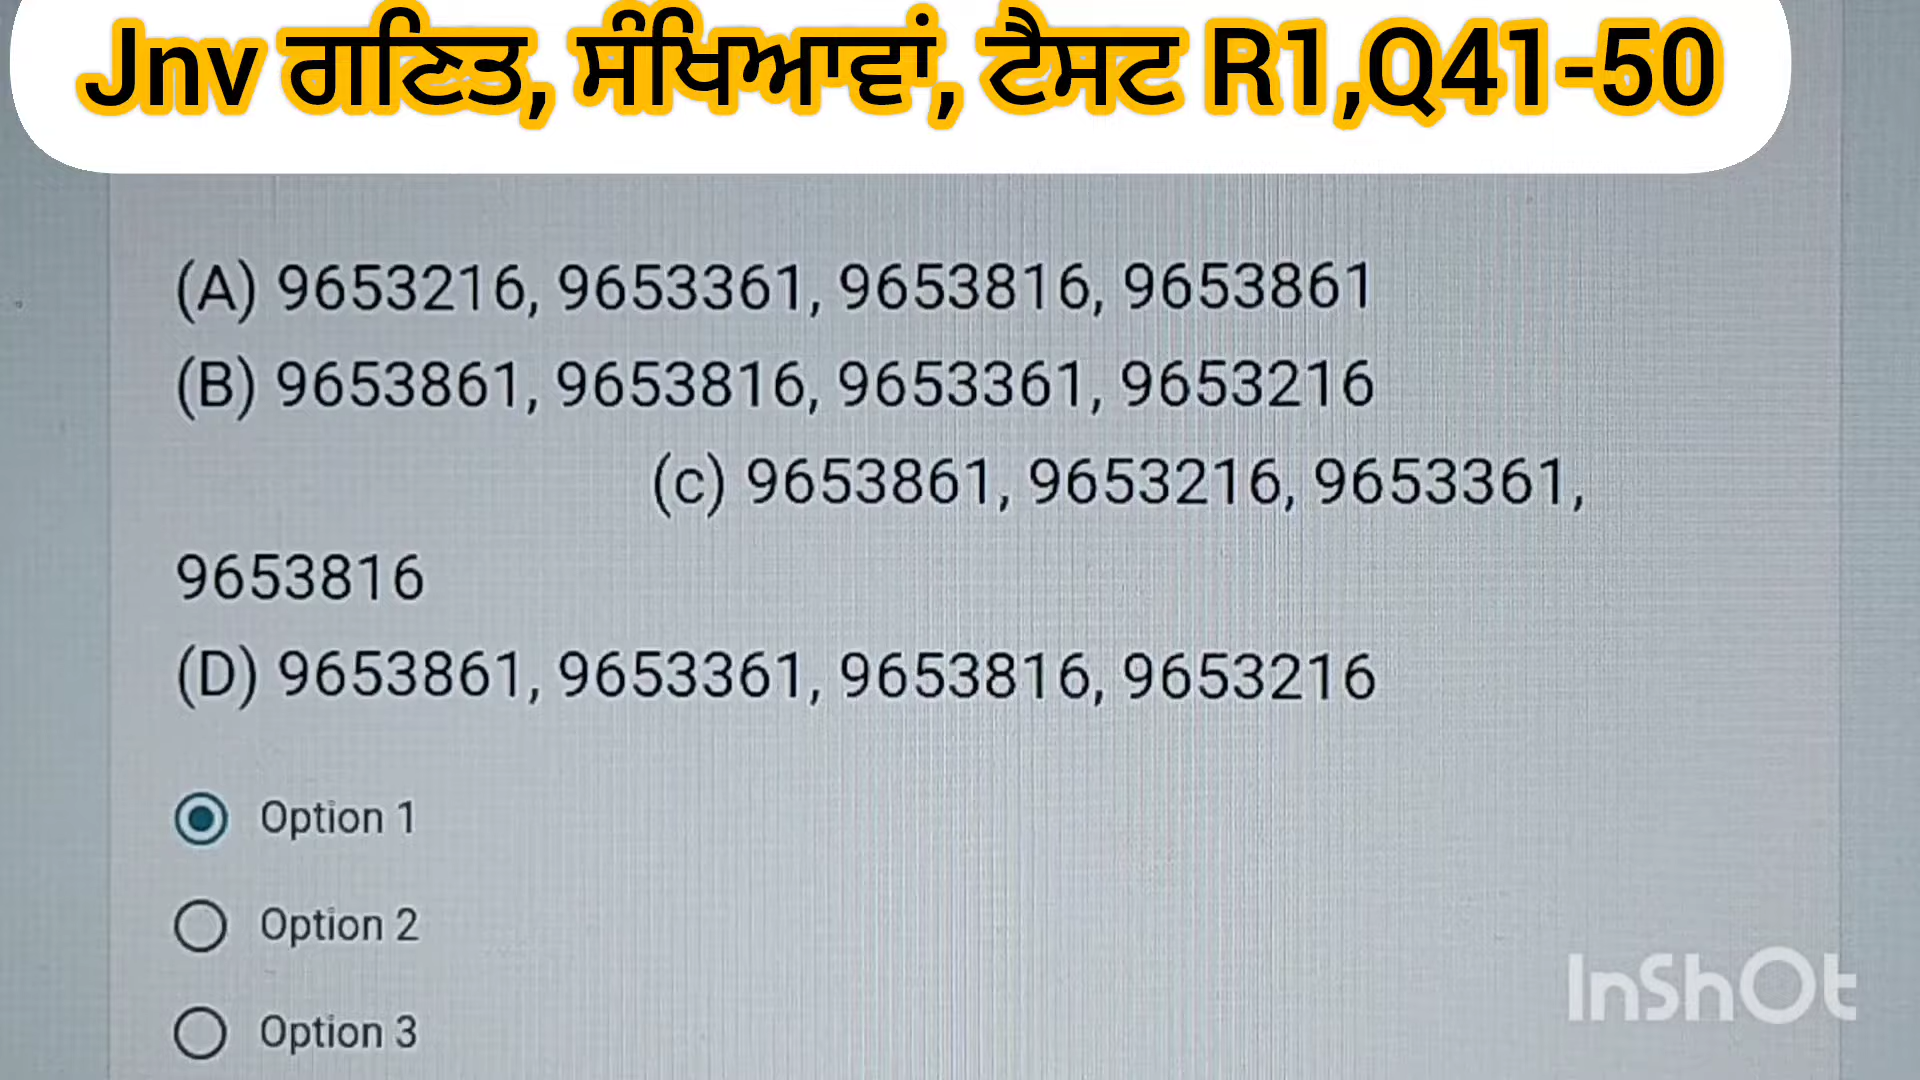 Jnv ਗਣਿਤ, ਸੰਖਿਆਵਾਂ, ਟੈਸਟ R1,Q41-50
(A) 9653216, 9653361, 9653816, 9653861
(B) 9653861, 9653816, 9653361, 9653216
(c) 9653861, 9653216, 9653361,
9653816
(D) 9653861, 9653361, 9653816, 9653216
Option 1
Option 2
Option 3
InShOt